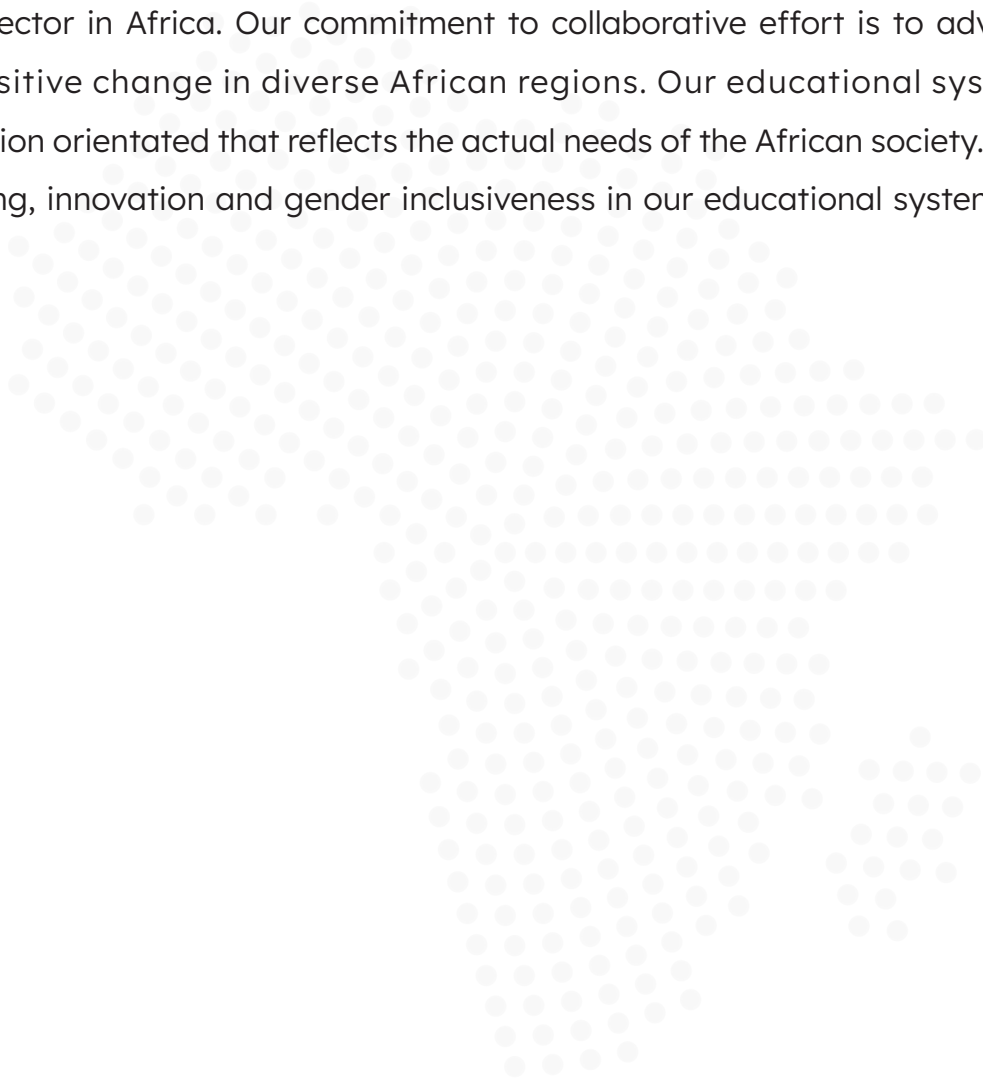 ector in Africa. Our commitment to collaborative effort is to adv
sitive change in diverse African regions. Our educational sys
ion orientated that reflects the actual needs of the African society.
ng, innovation and gender inclusiveness in our educational system